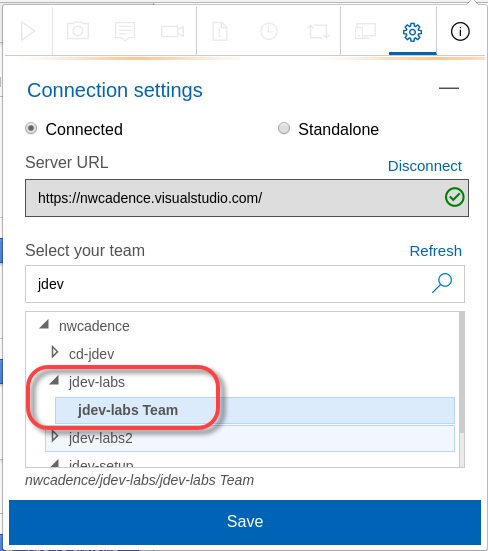 Connection settings
Connected
Standalone
Server URL
Disconnect
https://nwcadence.visualstudio.com/
Select your team
Refresh
jdev
nwcadence
cd-jdev
jdev-labs
jdev-labs Team
jdev-labs2
jdev-setup
nwcadence/jdev-labs/jdev-labs Team
Save